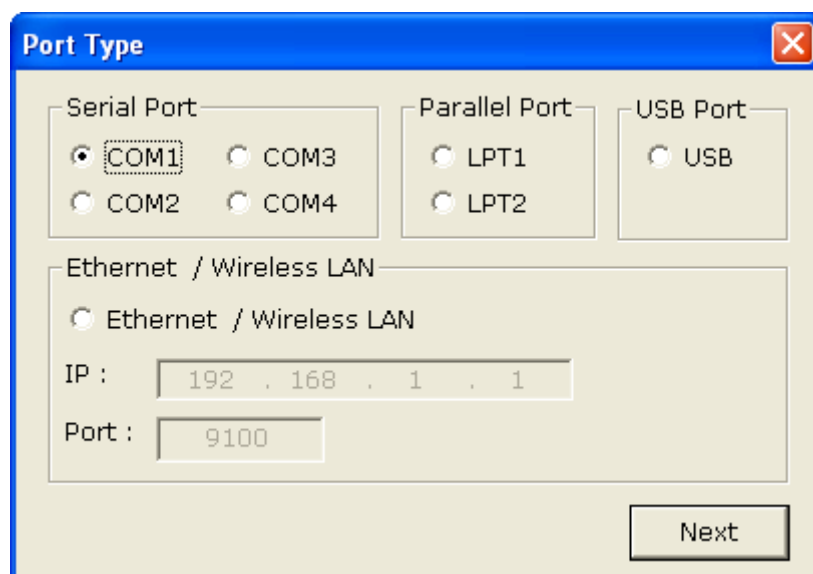 Port Type
Serial Port
COM1 COM3
COM2 COM4
Parallel Port
LPT1
LPT2
USB Port
USB
Ethernet / Wireless LAN
Ethernet / Wireless LAN
IP : 192 . 168 . 1 . 1
Port : 9100
Next